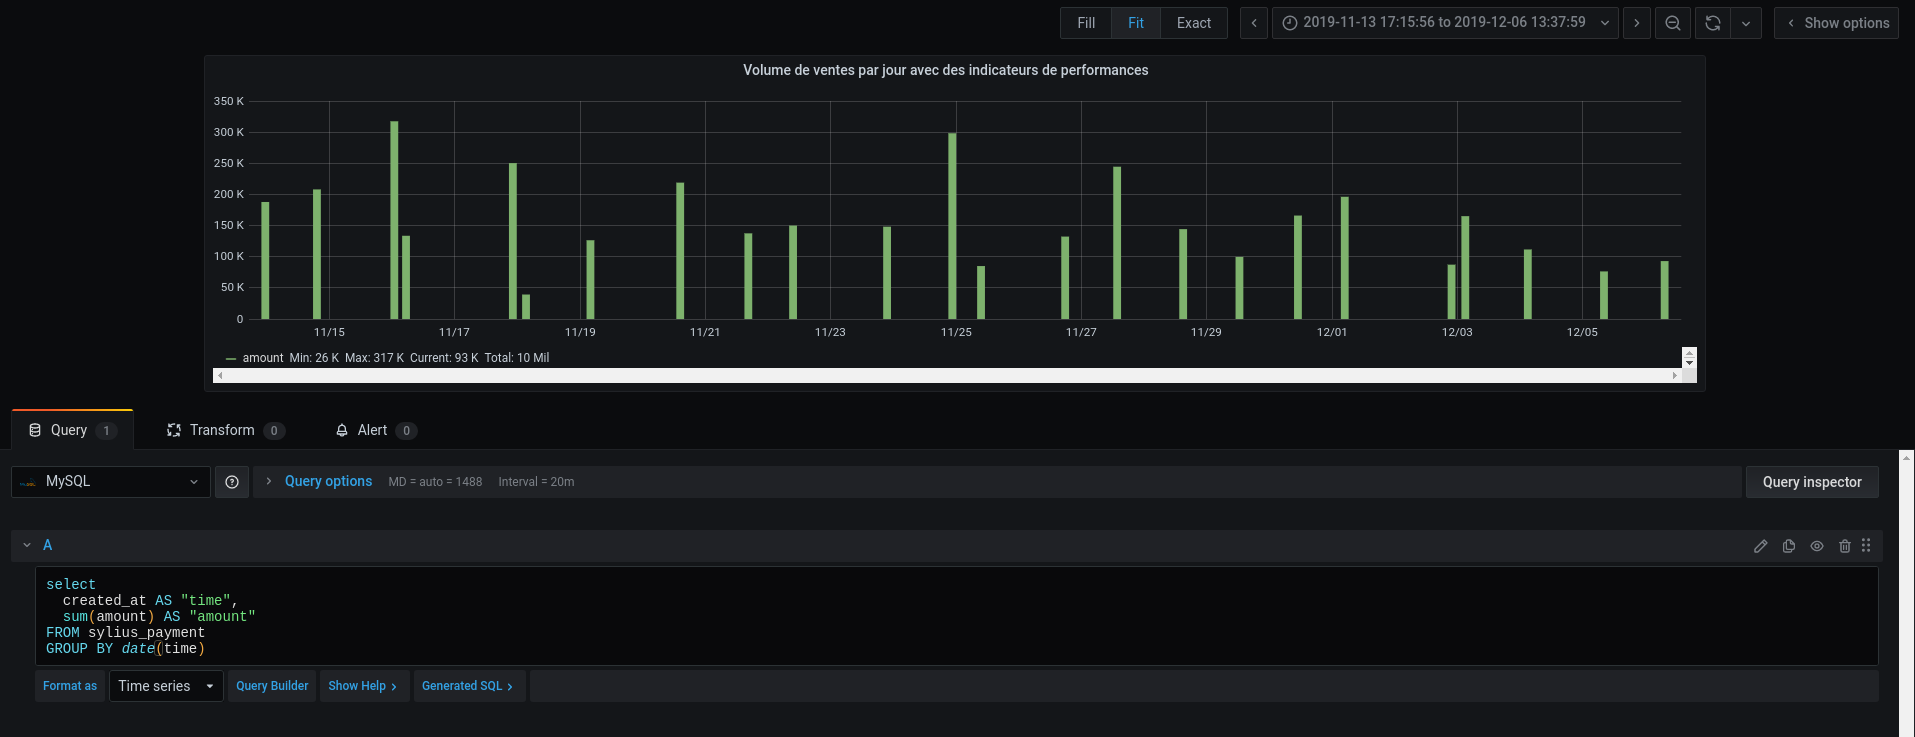 Fill Fit Exact 2019-11-13 17:15:56 to 2019-12-06 13:37:59 Show options
Volume de ventes par jour avec des indicateurs de performances
350 K
300 K
250 K
200 K
150 K
100 K
50 K
0
11/15 11/17 11/19 11/21 11/23 11/25 11/27 11/29 12/01 12/03 12/05
amount Min: 26 K Max: 317 K Current: 93 K Total: 10 Mil
Query 1 Transform 0 Alert 0
MySQL Query options MD = auto = 1488 Interval = 20m Query inspector
A
select
created_at AS "time",
sum(amount) AS "amount"
FROM sylius_payment
GROUP BY date(time)
Format as Time series Query Builder Show Help Generated SQL